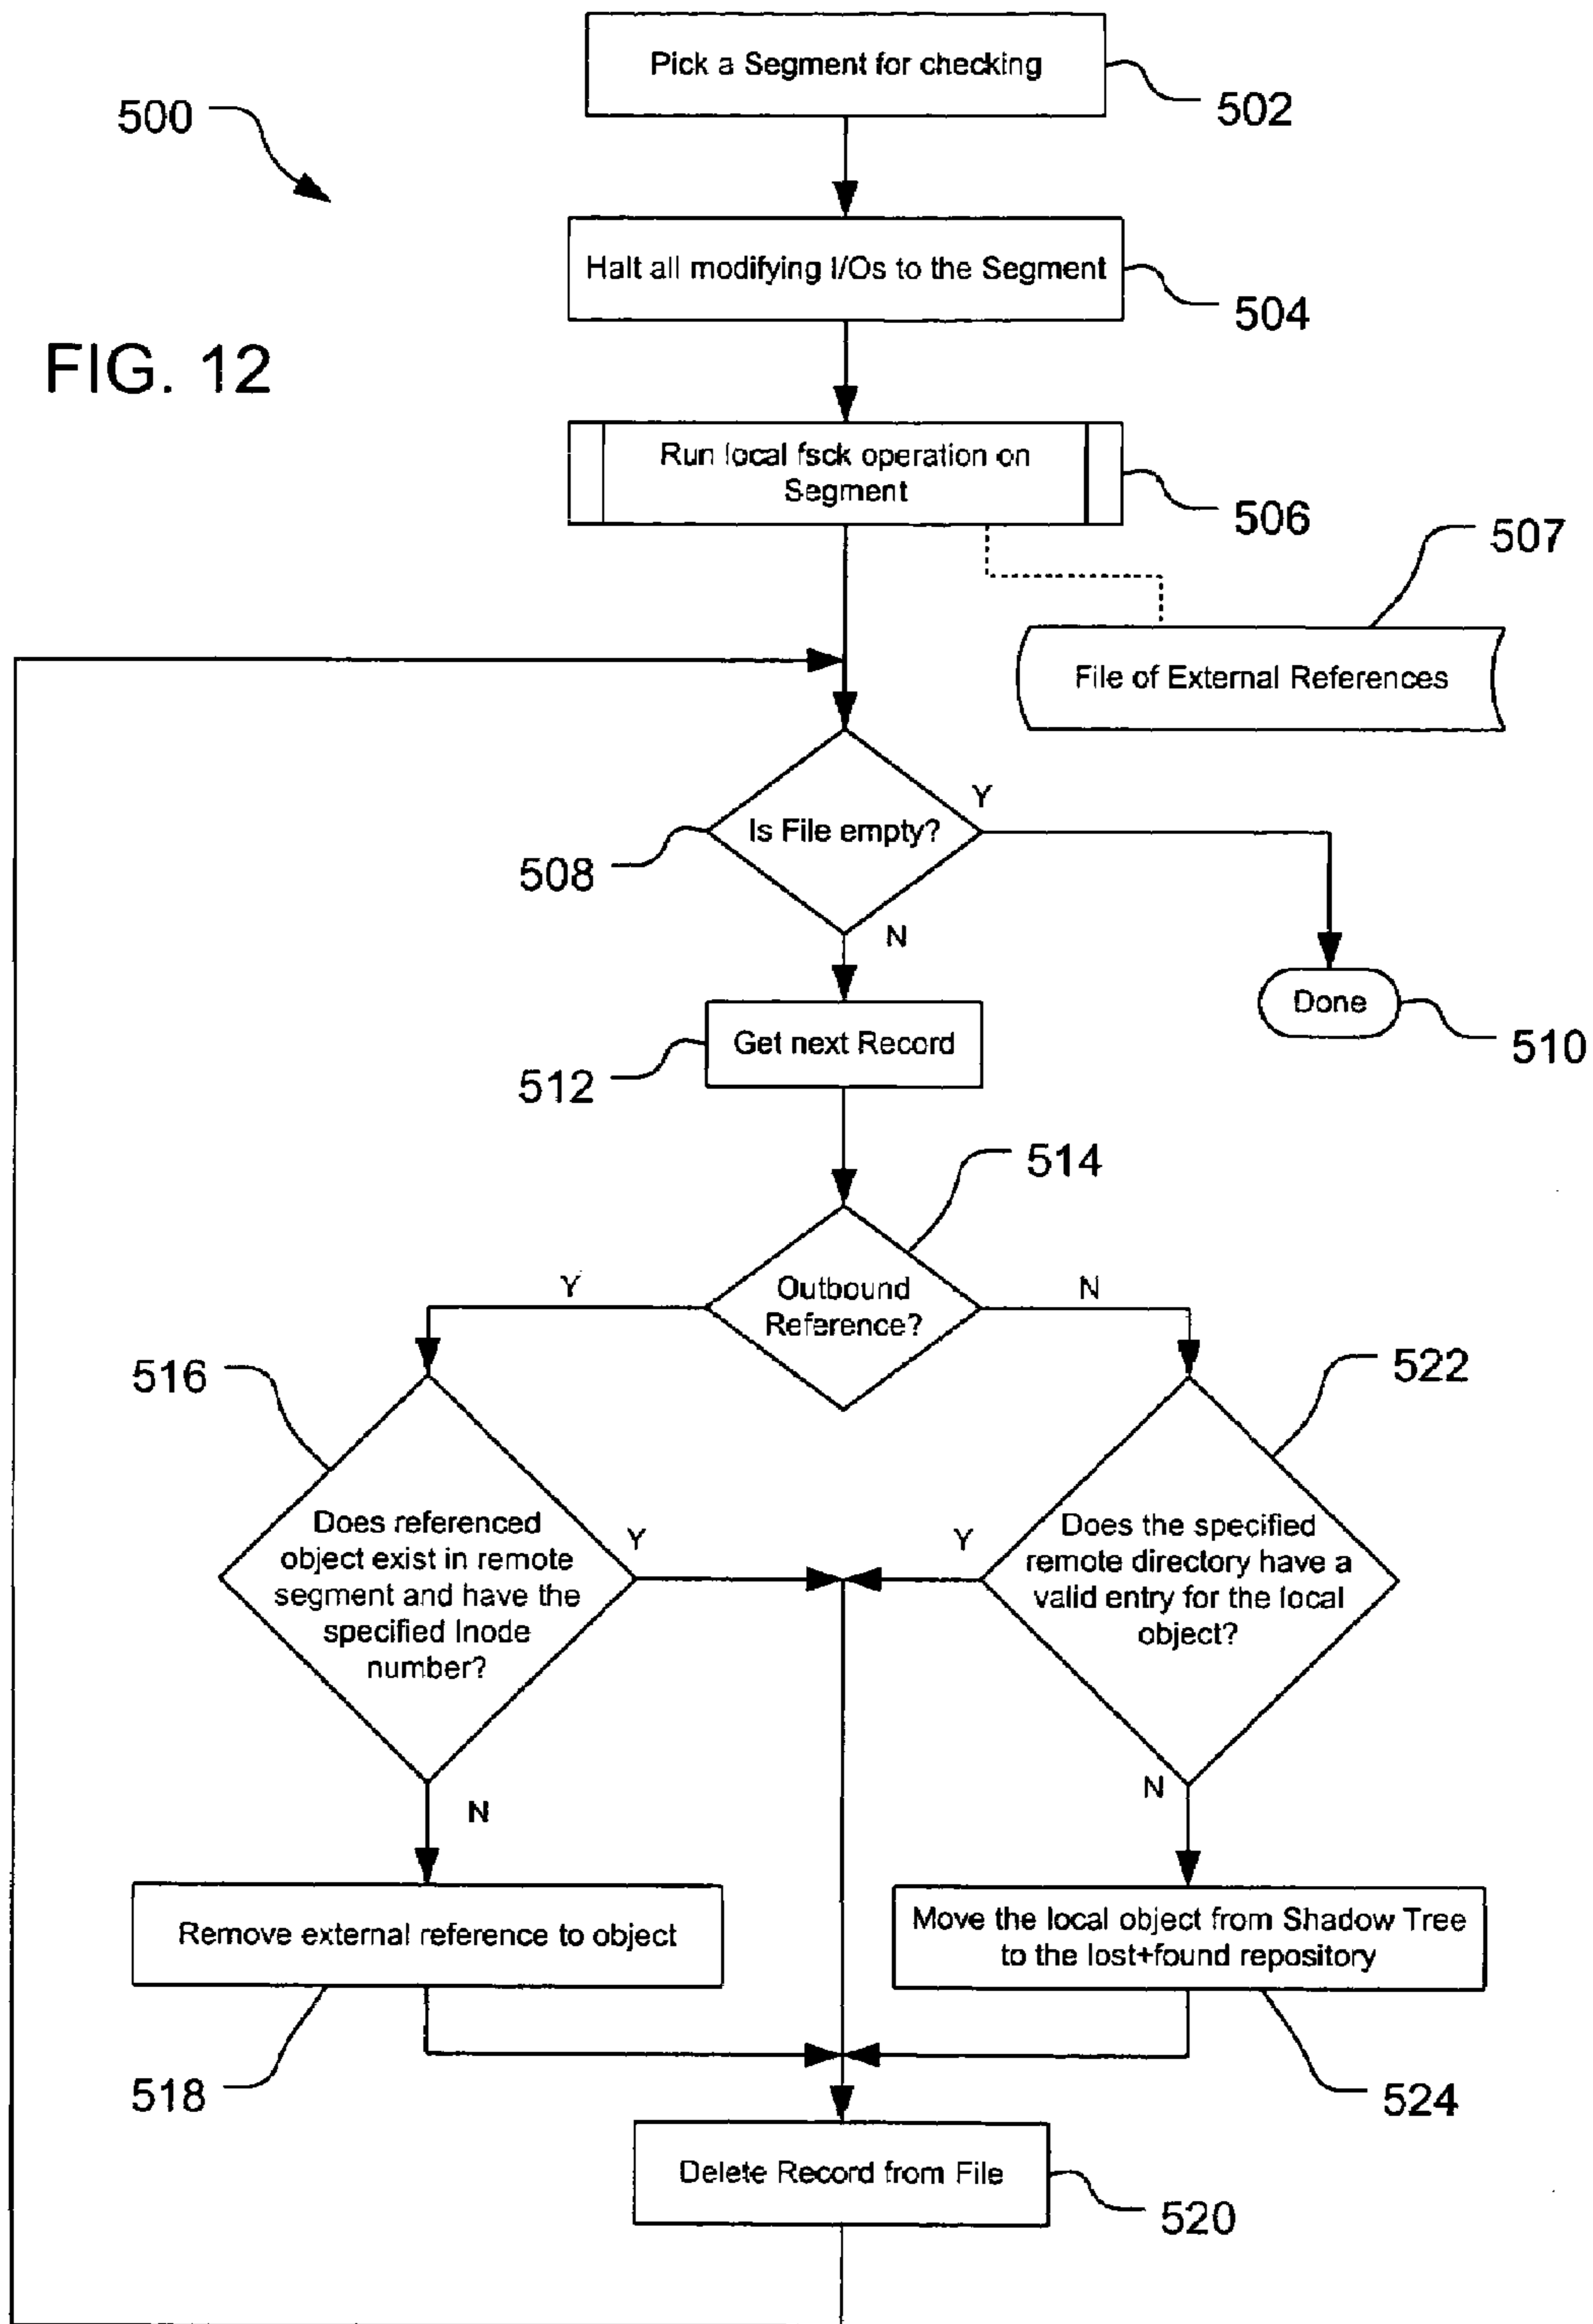 Pick a Segment for checking
502
500
Halt all modifying I/Os to the Segment
504
FIG. 12
Run local fsck operation on
Segment
506
507
File of External References
Is File empty?
Y
508
N
Done
510
Get next Record
512
514
Outbound
Reference?
Y
N
516
522
Does referenced
object exist in remote
segment and have the
specified Inode
number?
Y
Y
Does the specified
remote directory have a
valid entry for the local
object?
N
N
Remove external reference to object
Move the local object from Shadow Tree
to the lost+found repository
518
524
Delete Record from File
520